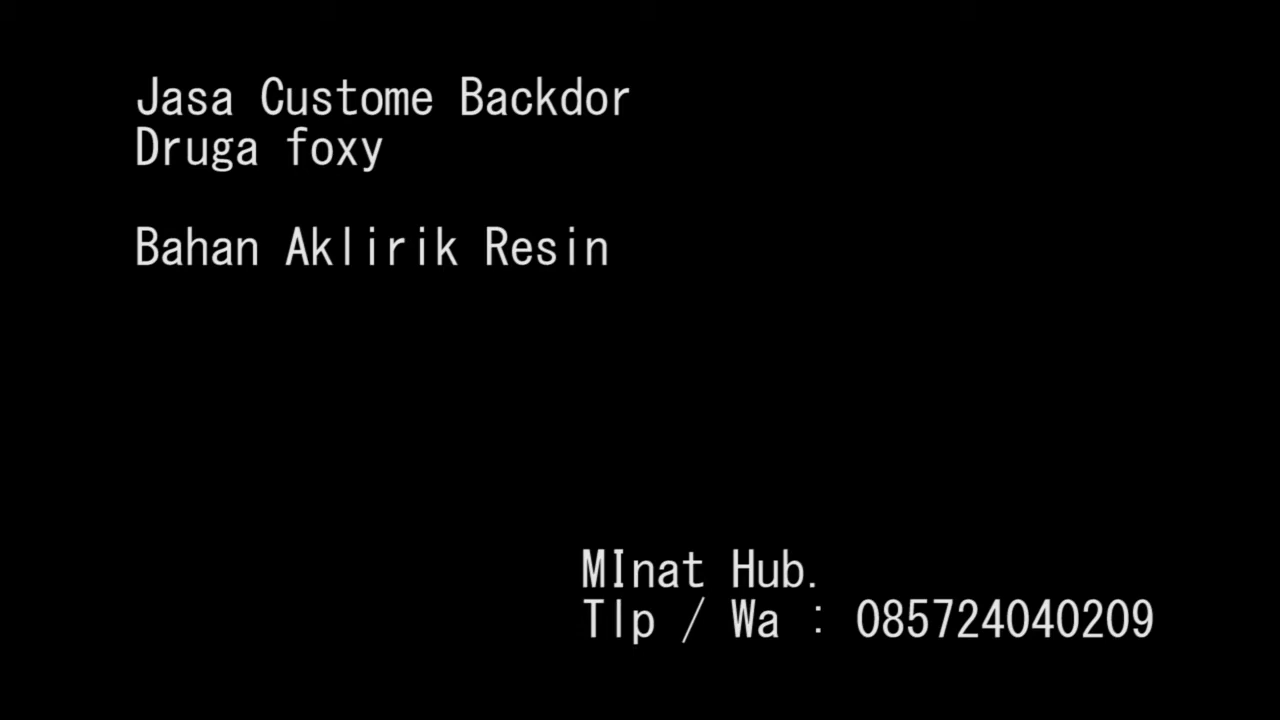 Jasa Custome Backdor
Druga foxy
Bahan Aklirik Resin
MInat Hub.
Tlp / Wa : 085724040209